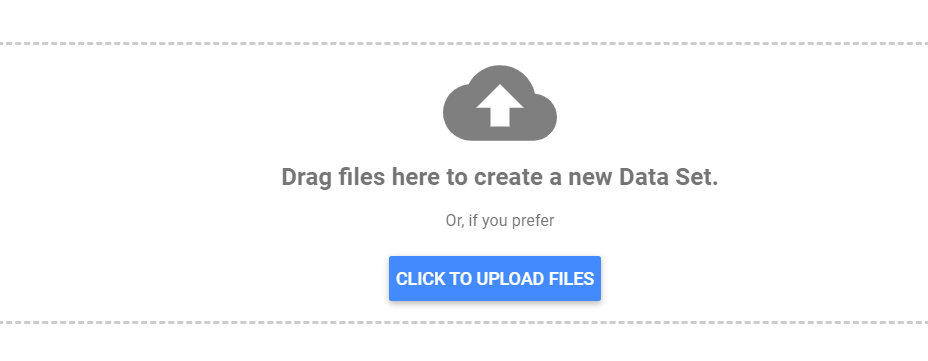 Drag files here to create a new Data Set.
Or, if you prefer
CLICK TO UPLOAD FILES